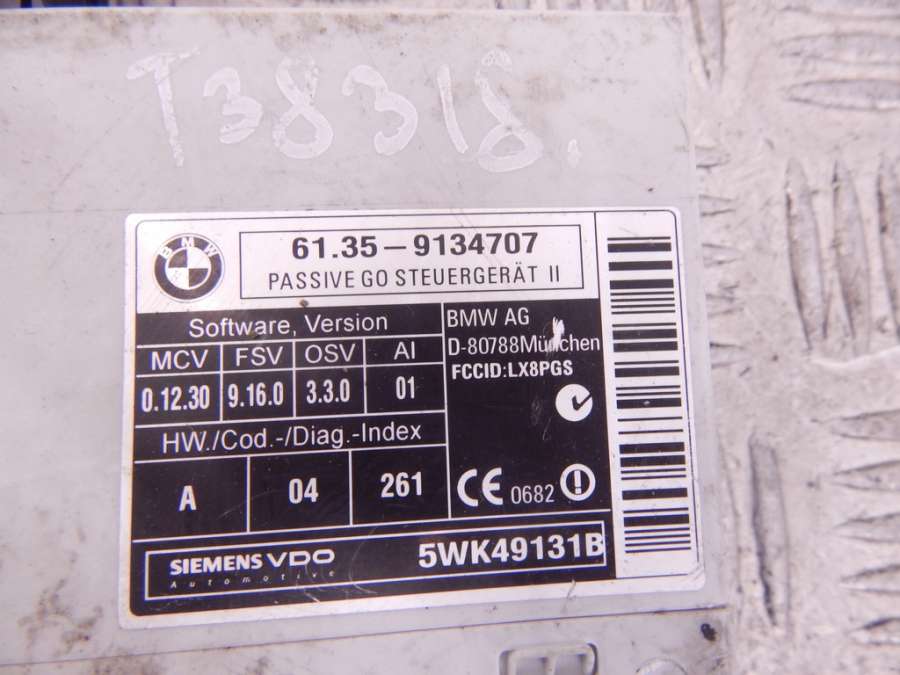 T38318.
BMW
61.35 – 9134707
PASSIVE GO STEUERGERÄT II
Software, Version
MCV FSV OSV AI
0.12.30 9.16.0 3.3.0 01
HW./Cod.-/Diag.-Index
A 04 261
BMW AG
D-80788München
FCCID:LX8PGS
CE 0682
SIEMENS VDO
Automotive
5WK49131B